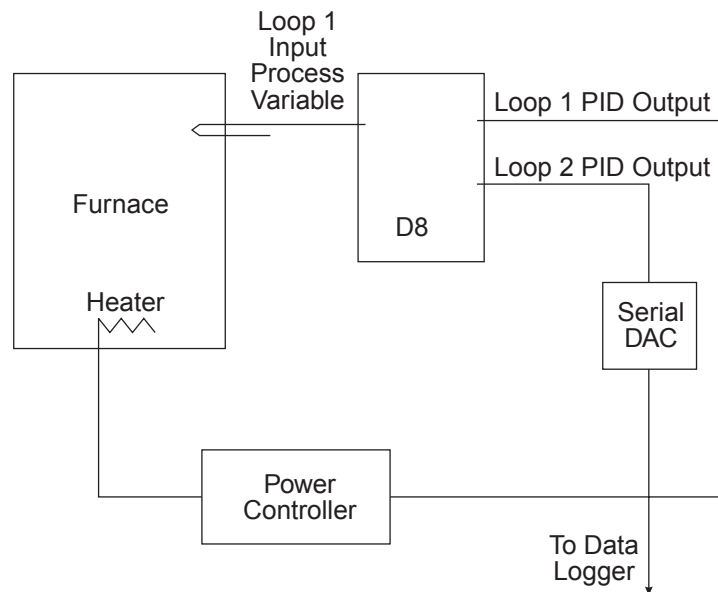 Loop 1
Input
Process
Variable
Loop 1 PID Output
Loop 2 PID Output
Furnace
D8
Heater
Serial
DAC
Power
Controller
To Data
Logger